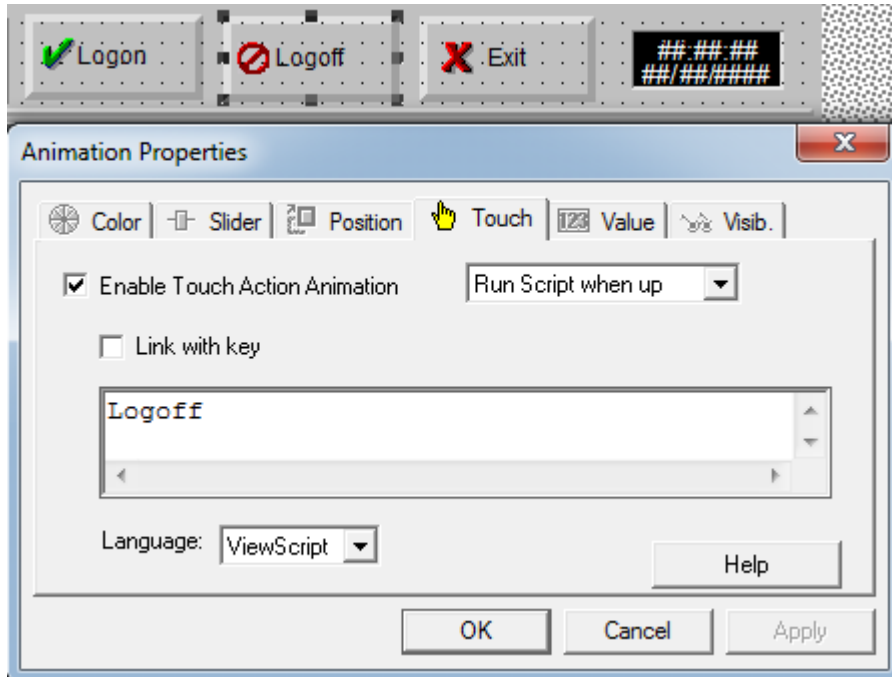 Logon Logoff Exit ##:##:##
##/##/####
Animation Properties
Color Slider Position Touch 123 Value Visib.
Enable Touch Action Animation Run Script when up
Link with key
Logoff
Language: ViewScript
Help
OK Cancel Apply